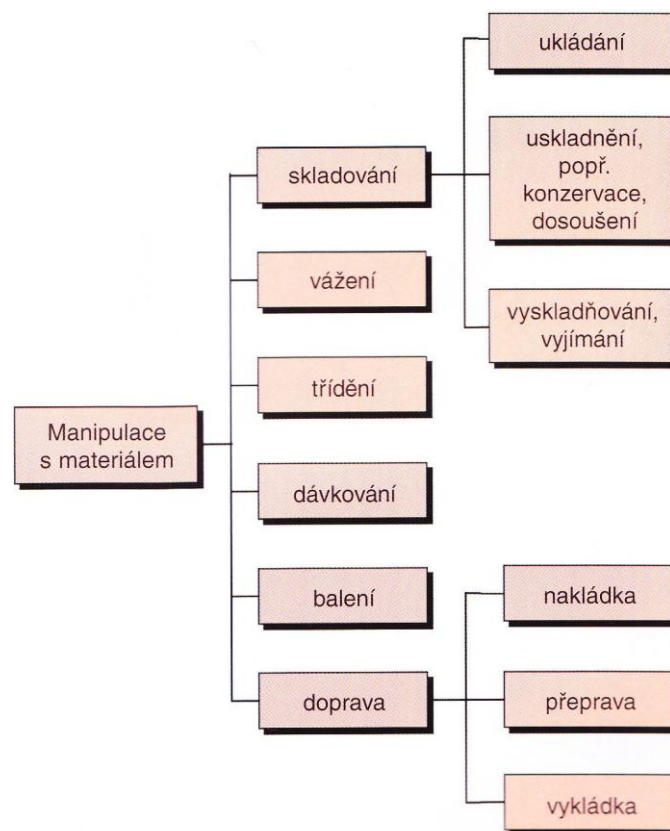 ukládání
uskladnění,
popř.
konzervace,
dosoušení
skladování
vážení
vyskladňování,
vyjímání
třídění
Manipulace
s materiálem
dávkování
balení
nakládka
doprava
přeprava
vykládka